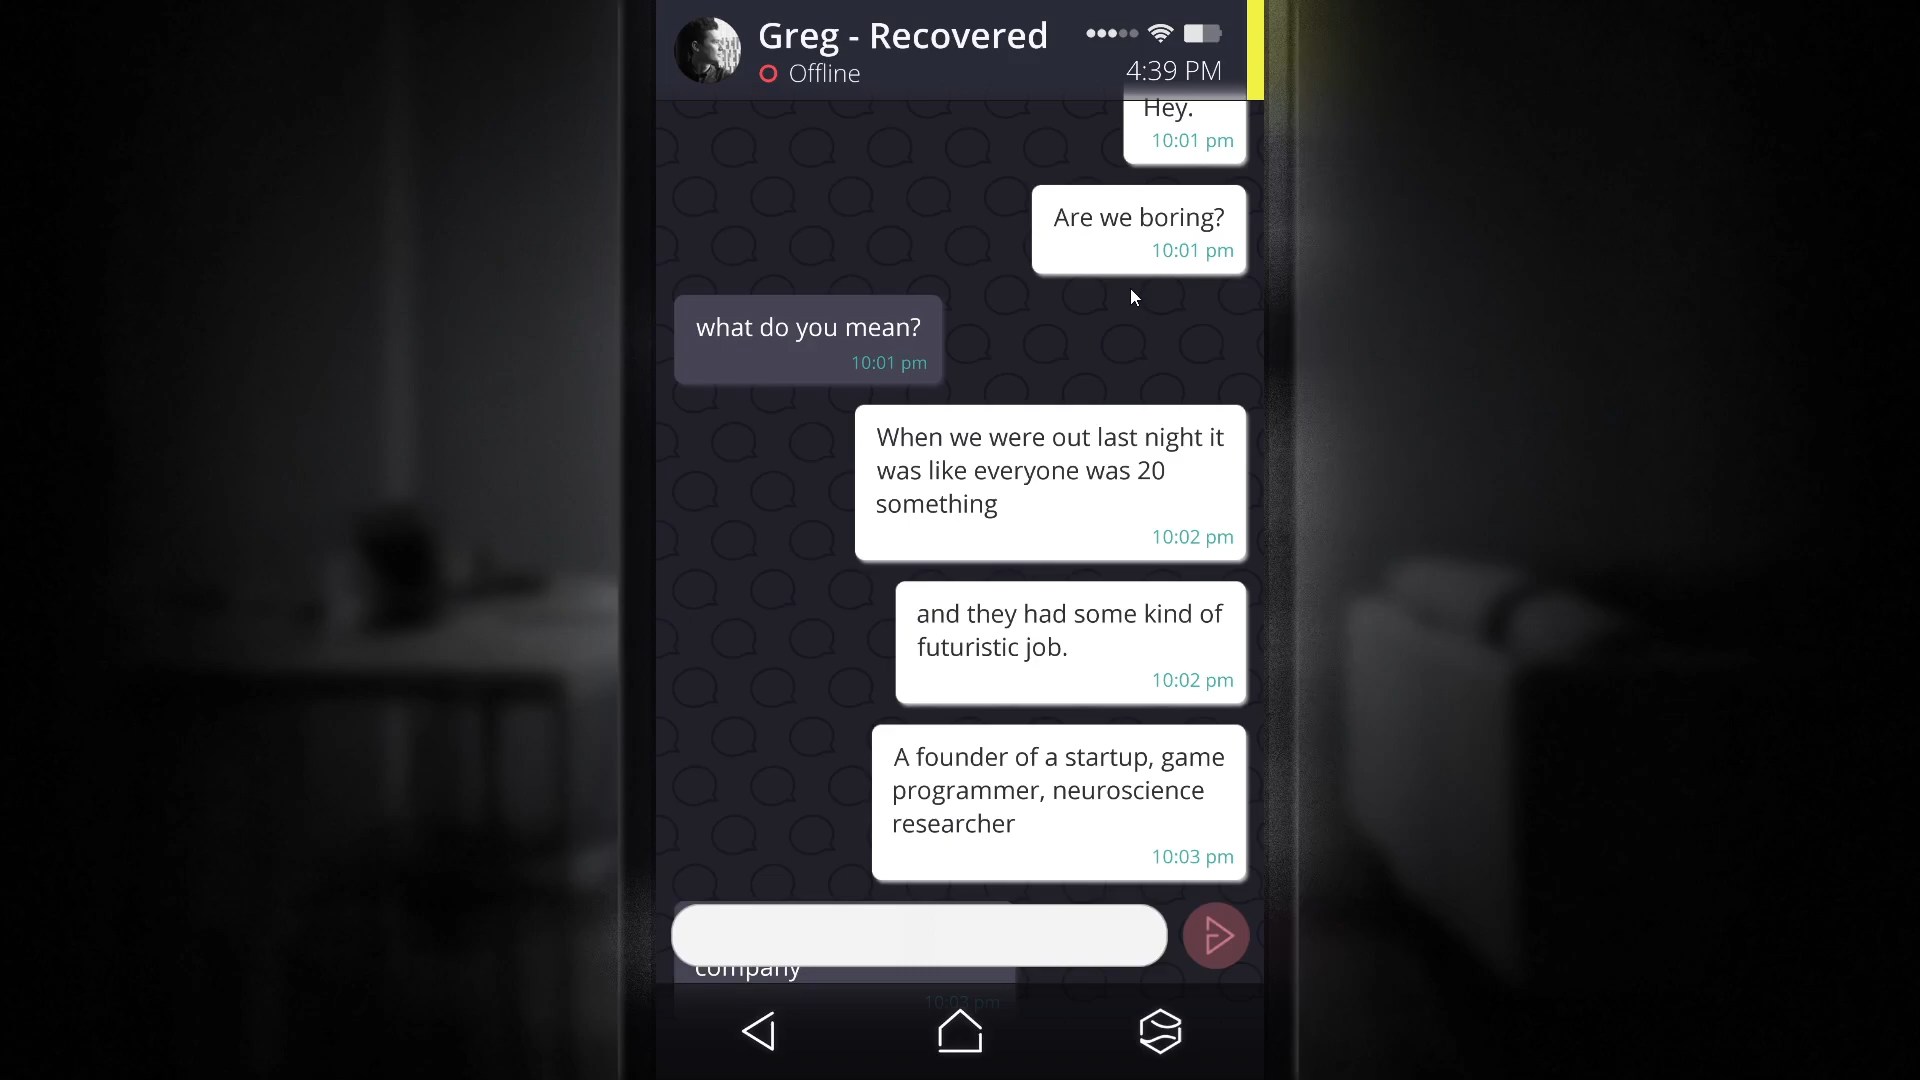 Greg - Recovered
Offline
4:39 PM
Hey.
10:01 pm
Are we boring?
10:01 pm
what do you mean?
10:01 pm
When we were out last night it
was like everyone was 20
something
10:02 pm
and they had some kind of
futuristic job.
10:02 pm
A founder of a startup, game
programmer, neuroscience
researcher
10:03 pm
company
10:03 pm